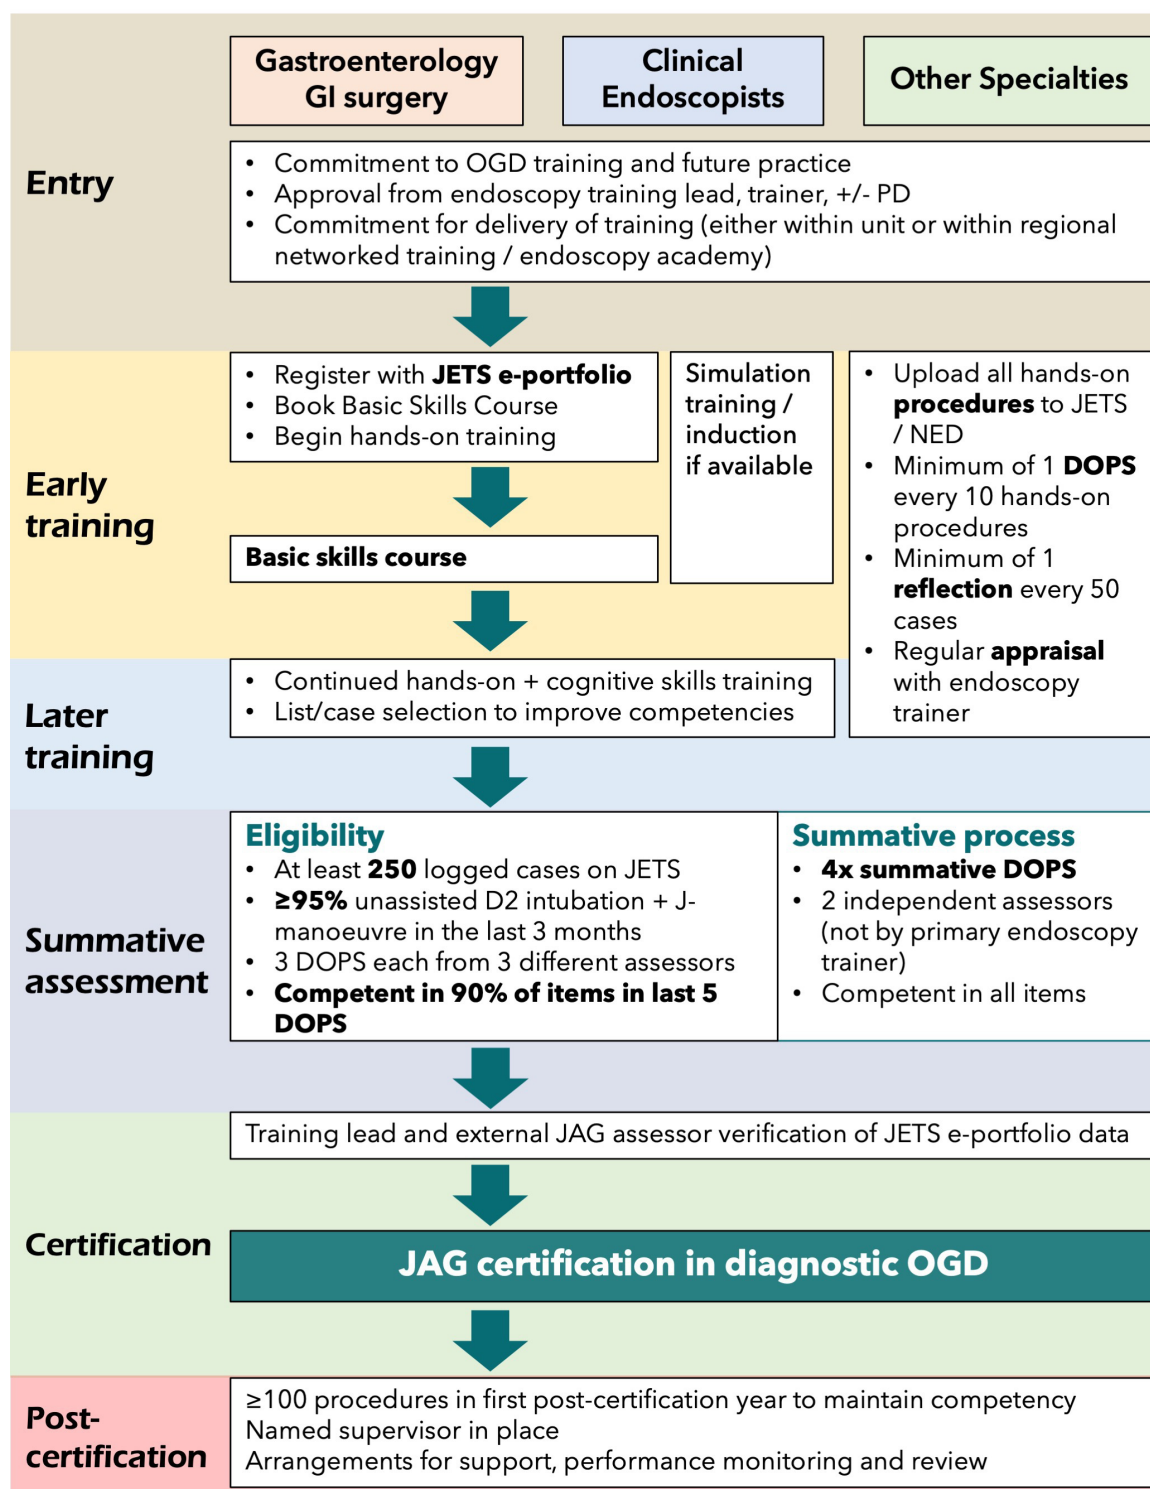 Gastroenterology
GI surgery
Clinical
Endoscopists
Other Specialties
Entry
• Commitment to OGD training and future practice
• Approval from endoscopy training lead, trainer, +/- PD
• Commitment for delivery of training (either within unit or within regional
networked training / endoscopy academy)
Early
training
• Register with JETS e-portfolio
• Book Basic Skills Course
• Begin hands-on training
Basic skills course
Simulation
training /
induction
if available
• Upload all hands-on
procedures to JETS
/ NED
• Minimum of 1 DOPS
every 10 hands-on
procedures
• Minimum of 1
reflection every 50
cases
• Regular appraisal
with endoscopy
trainer
Later
training
• Continued hands-on + cognitive skills training
• List/case selection to improve competencies
Summative
assessment
Eligibility
• At least 250 logged cases on JETS
• ≥95% unassisted D2 intubation + J-
manoeuvre in the last 3 months
• 3 DOPS each from 3 different assessors
• Competent in 90% of items in last 5
DOPS
Summative process
• 4x summative DOPS
• 2 independent assessors
(not by primary endoscopy
trainer)
• Competent in all items
Certification
Training lead and external JAG assessor verification of JETS e-portfolio data
JAG certification in diagnostic OGD
Post-
certification
≥100 procedures in first post-certification year to maintain competency
Named supervisor in place
Arrangements for support, performance monitoring and review